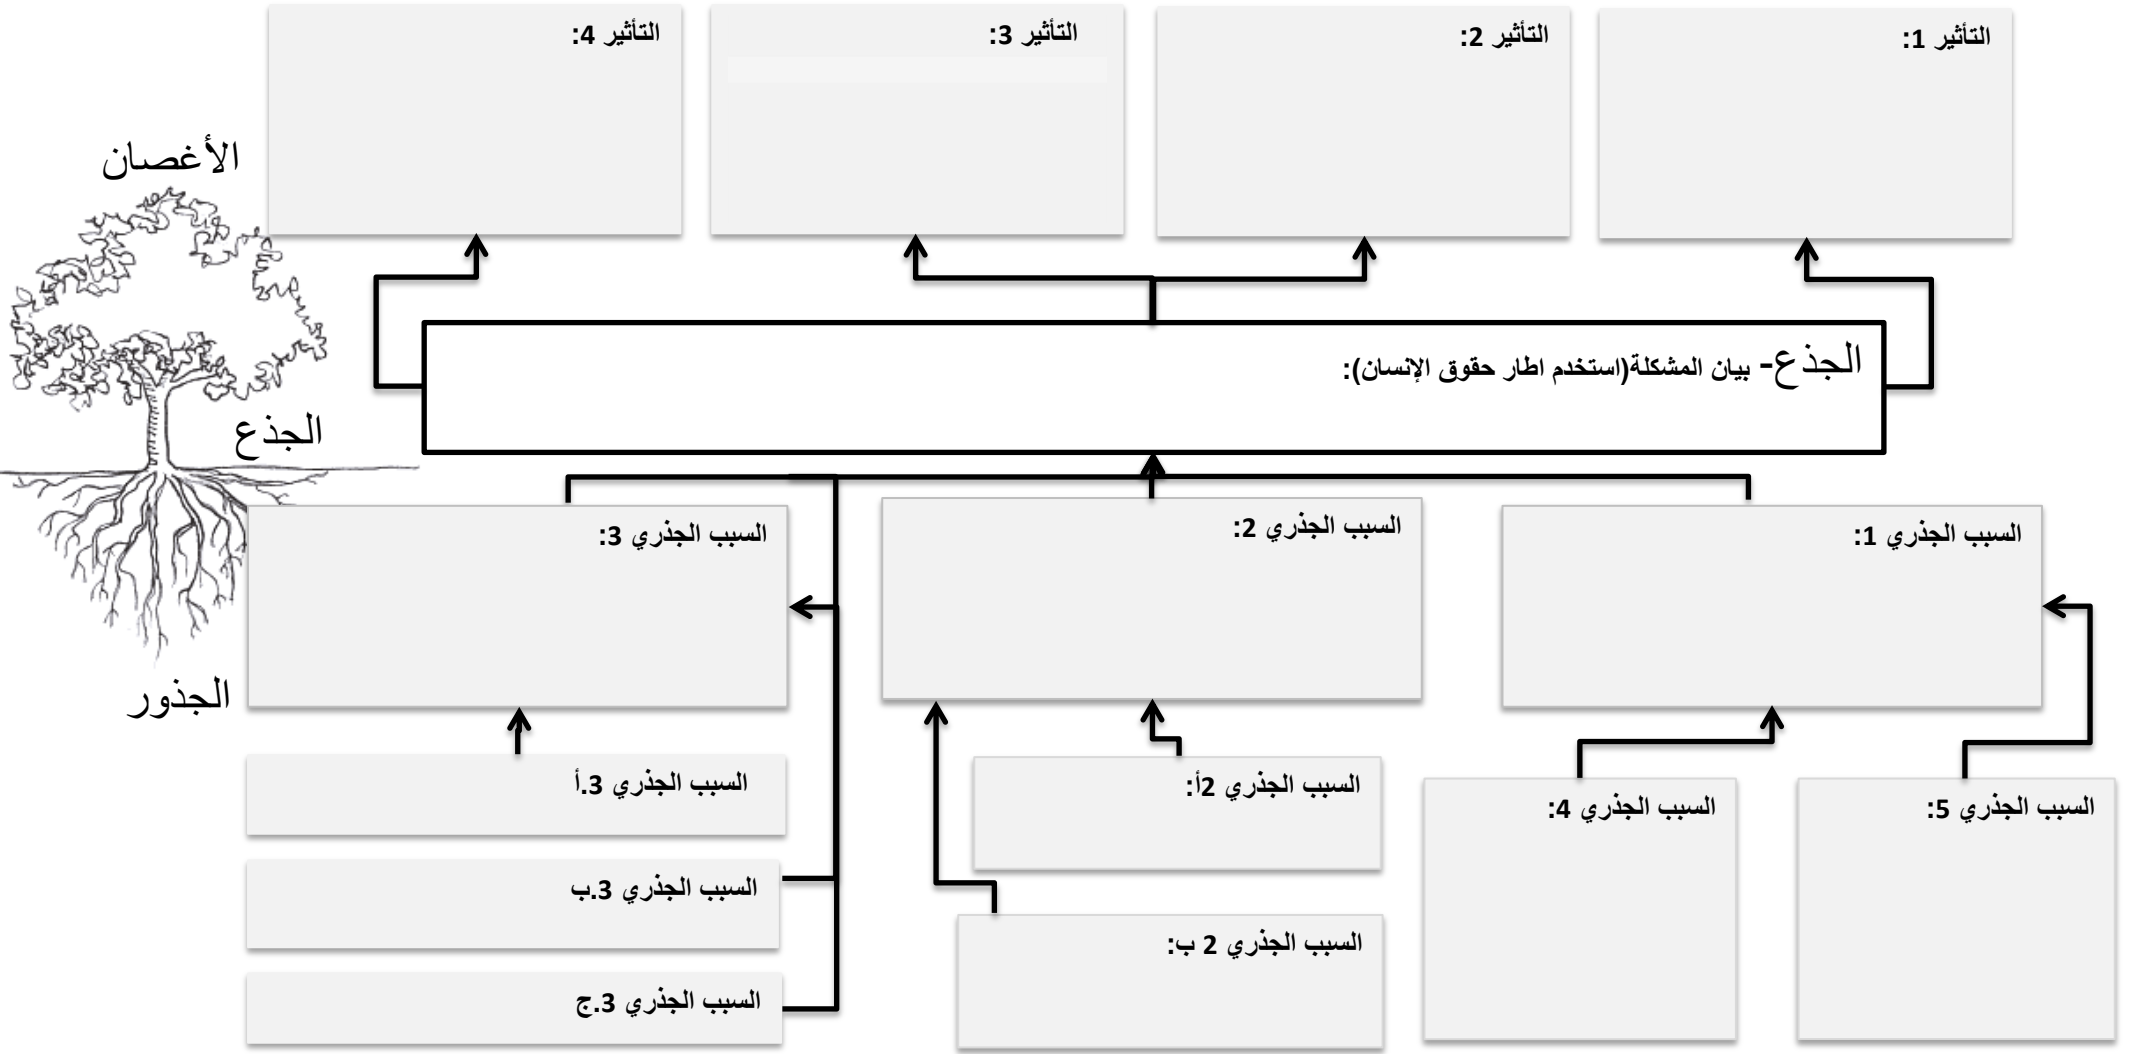 التأثير 1:
التأثير 2:
التأثير 3:
التأثير 4:
الأغصان
الجذع- بيان المشكلة(استخدم اطار حقوق الإنسان):
الجذع
السبب الجذري 1:
السبب الجذري 2:
السبب الجذري 3:
الجذور
السبب الجذري 5:
السبب الجذري 4:
السبب الجذري 2أ:
السبب الجذري 2 ب:
السبب الجذري 3.أ
السبب الجذري 3.ب
السبب الجذري 3.ج